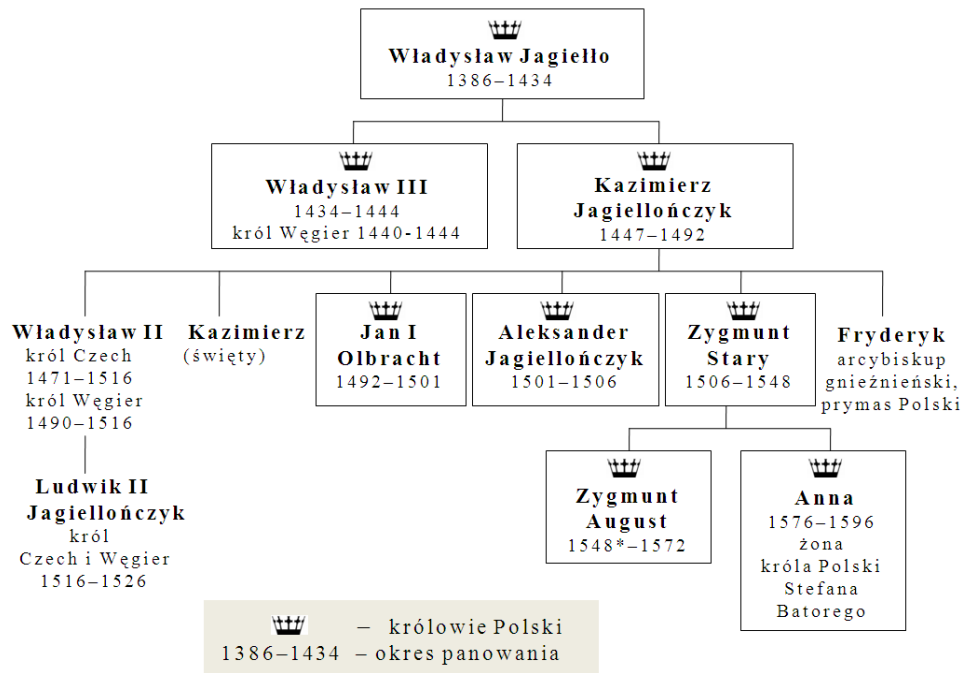 Władysław Jagiełło
1386–1434
Władysław III
1434–1444
król Węgier 1440-1444
Kazimierz
Jagiellończyk
1447–1492
Władysław II
król Czech
1471–1516
król Węgier
1490–1516
Kazimierz
(święty)
Jan I
Olbracht
1492–1501
Aleksander
Jagiellończyk
1501–1506
Zygmunt
Stary
1506–1548
Fryderyk
arcybiskup
gnieźnieński,
prymas Polski
Ludwik II
Jagiellończyk
król
Czech i Węgier
1516–1526
Zygmunt
August
1548*–1572
Anna
1576–1596
żona
króla Polski
Stefana
Batorego
– królowie Polski
1386–1434 – okres panowania